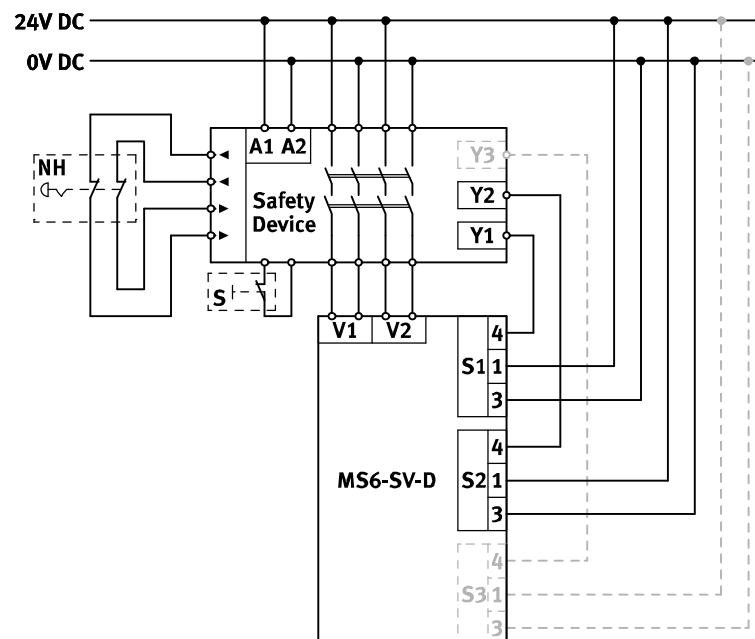 24V DC
0V DC
A1 A2
Y3
NH
Y2
Safety
Device
Y1
S
V1 V2
4
S1 1
3
4
MS6-SV-D
S2 1
3
4
S3 1
3